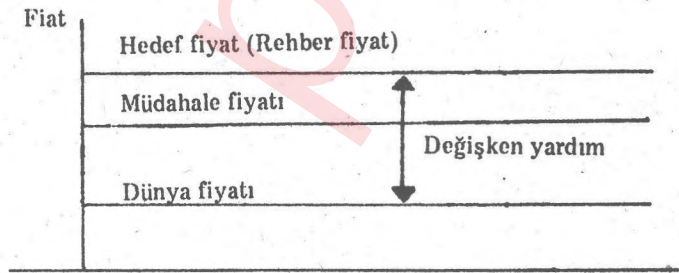 Fiat
Hedef fiyat (Rehber fiyat)
Müdahale fiyatı
Değişken yardım
Dünya fiyatı